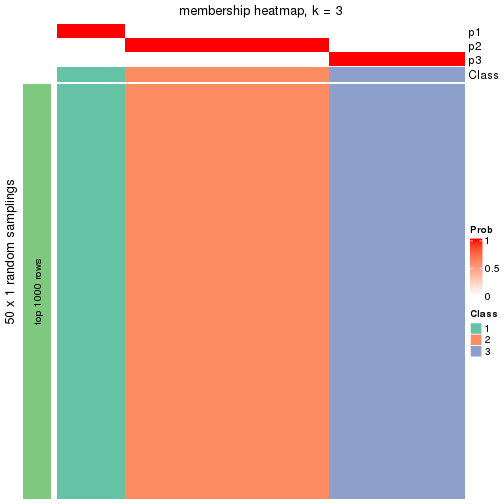 membership heatmap, k = 3
p1
p2
p3
Class
50 x 1 random samplings
top 1000 rows
Prob
1
0.5
0
Class
1
2
3